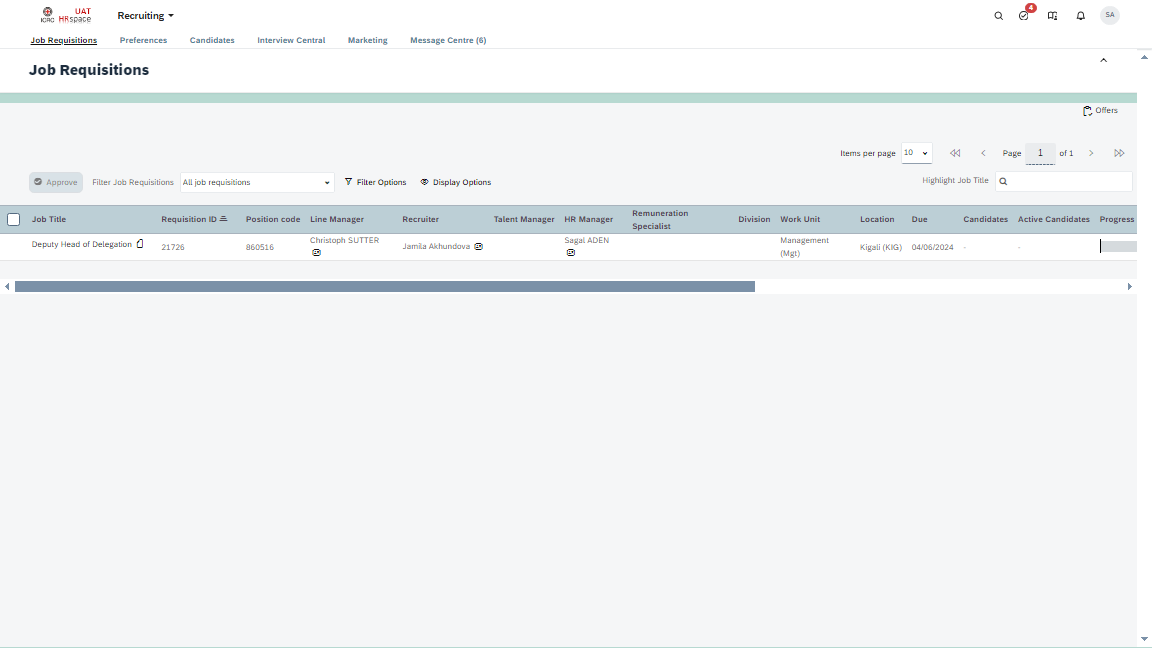 ICRC UAT HRspace Recruiting 4 SA
Job Requisitions Preferences Candidates Interview Central Marketing Message Centre (6)
Job Requisitions
Offers
Items per page 10 Page 1 of 1
Approve Filter Job Requisitions All job requisitions Filter Options Display Options Highlight Job Title
Job Title Requisition ID Position code Line Manager Recruiter Talent Manager HR Manager Remuneration Specialist Division Work Unit Location Due Candidates Active Candidates Progress
Deputy Head of Delegation 21726 860516 Christoph SUTTER Jamila Akhundova Sagal ADEN Management (Mgt) Kigali (KIG) 04/06/2024 - -